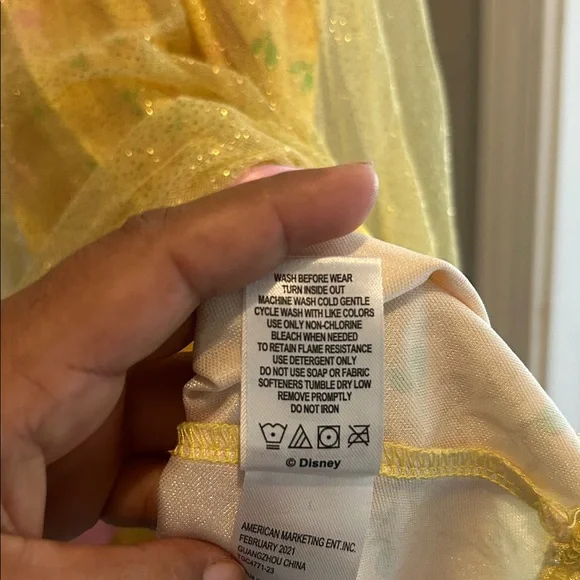 WASH BEFORE WEAR
TURN INSIDE OUT
MACHINE WASH COLD GENTLE
CYCLE WASH WITH LIKE COLORS
USE ONLY NON-CHLORINE
BLEACH WHEN NEEDED
TO RETAIN FLAME RESISTANCE
USE DETERGENT ONLY
DO NOT USE SOAP OR FABRIC
SOFTENERS TUMBLE DRY LOW
REMOVE PROMPTLY
DO NOT IRON
© Disney
AMERICAN MARKETING ENT.INC.
FEBRUARY 2021
GUANGZHOU CHINA